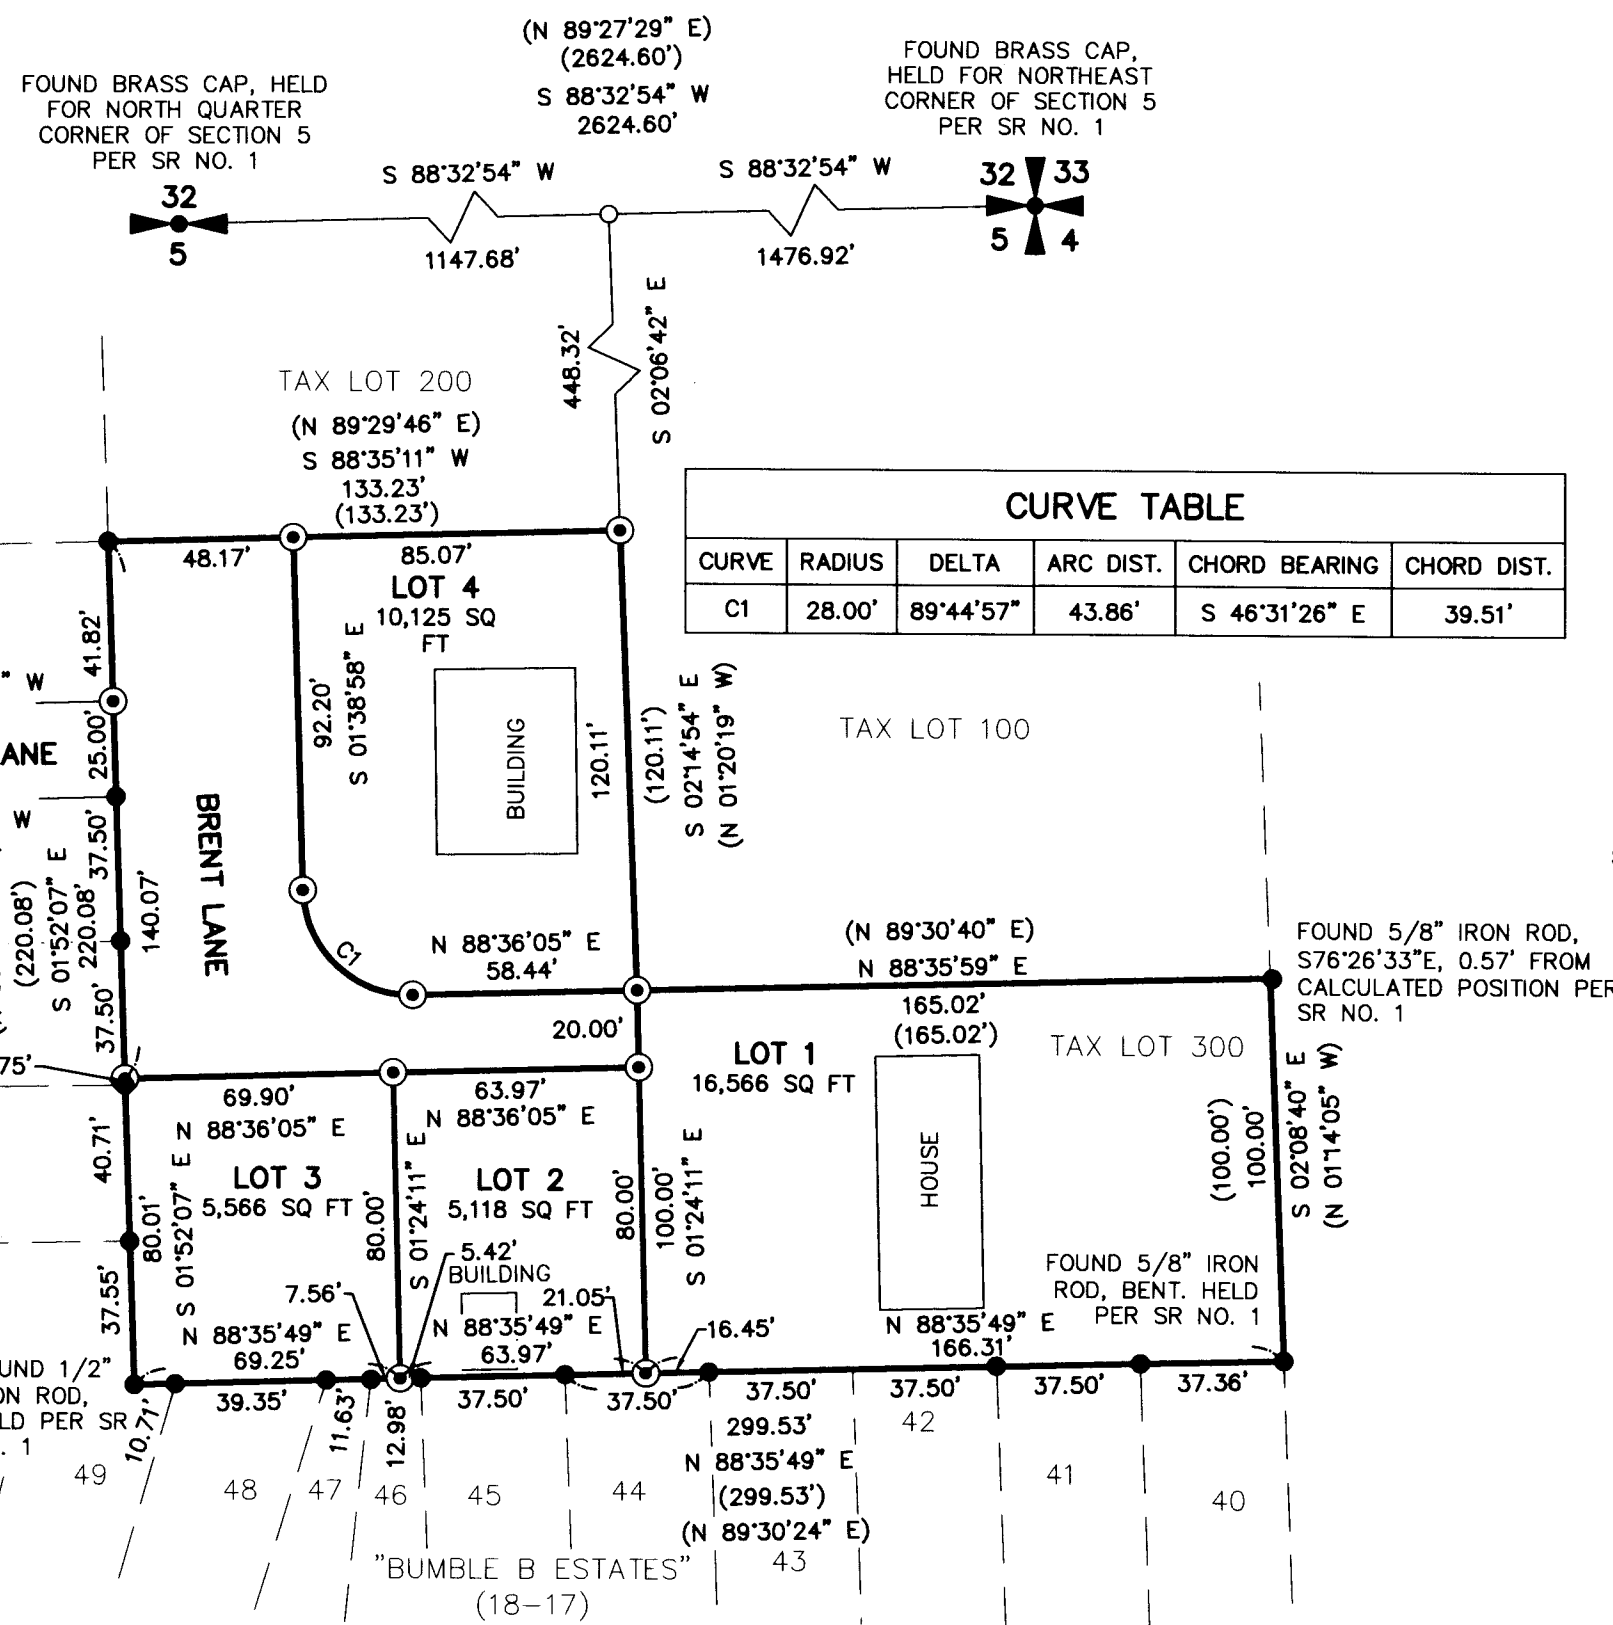 (N 89°27'29" E)
(2624.60')
S 88°32'54" W
2624.60'
FOUND BRASS CAP, HELD
FOR NORTH QUARTER
CORNER OF SECTION 5
PER SR NO. 1
FOUND BRASS CAP,
HELD FOR NORTHEAST
CORNER OF SECTION 5
PER SR NO. 1
32
5
S 88°32'54" W
1147.68'
S 88°32'54" W
1476.92'
32 33
5 4
448.32'
S 02°06'42" E
TAX LOT 200
(N 89°29'46" E)
S 88°35'11" W
133.23'
(133.23')
48.17'
85.07'
LOT 4
10,125 SQ
FT
CURVE TABLE
CURVE RADIUS DELTA ARC DIST. CHORD BEARING CHORD DIST.
C1 28.00' 89°44'57" 43.86' S 46°31'26" E 39.51'
41.82'
" W
25.00'
ANE
W
37.50'
(220.08')
S 01°52'07" E
220.08'
140.07'
37.50'
75'
BRENT LANE
92.20'
S 01°38'58" E
BUILDING
120.11'
(120.11')
S 02°14'54" E
(N 01°20'19" W)
TAX LOT 100
C1
N 88°36'05" E
58.44'
20.00'
(N 89°30'40" E)
N 88°35'59" E
165.02'
(165.02')
FOUND 5/8" IRON ROD,
S76°26'33"E, 0.57' FROM
CALCULATED POSITION PER
SR NO. 1
LOT 1
16,566 SQ FT
TAX LOT 300
HOUSE
(100.00')
100.00'
S 02°08'40" E
(N 01°14'05" W)
69.90'
N 88°36'05" E
63.97'
N 88°36'05" E
40.71'
LOT 3
5,566 SQ FT
80.01'
S 01°52'07" E
80.00'
S 01°24'11" E
LOT 2
5,118 SQ FT
80.00'
100.00'
S 01°24'11" E
37.55'
7.56'
5.42'
BUILDING
21.05'
16.45'
FOUND 5/8" IRON
ROD, BENT. HELD
PER SR NO. 1
N 88°35'49" E
69.25'
N 88°35'49" E
63.97'
N 88°35'49" E
166.31'
OUND 1/2"
ON ROD,
LD PER SR
. 1
10.71'
39.35'
11.63'
12.98'
37.50'
37.50'
37.50'
37.50'
37.50'
37.36'
299.53'
N 88°35'49" E
(299.53')
(N 89°30'24" E)
49
48
47
46
45
44
43
42
41
40
"BUMBLE B ESTATES"
(18-17)